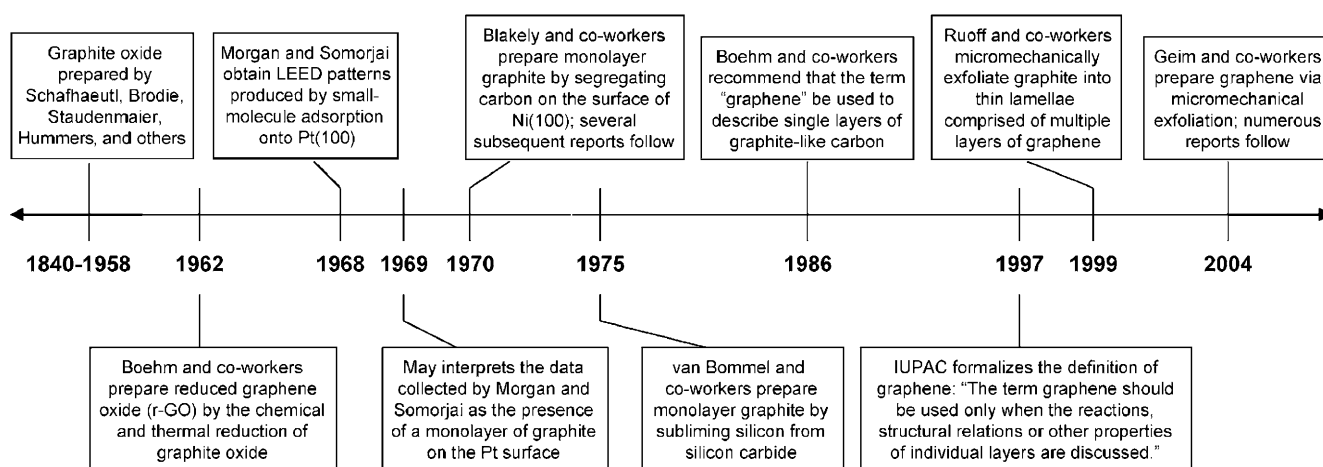 Graphite oxide
prepared by
Schafhaeutl, Brodie,
Staudenmaier,
Hummers, and others
Morgan and Somorjai
obtain LEED patterns
produced by small-
molecule adsorption
onto Pt(100)
Blakely and co-workers
prepare monolayer
graphite by segregating
carbon on the surface of
Ni(100); several
subsequent reports follow
Boehm and co-workers
recommend that the term
“graphene” be used to
describe single layers of
graphite-like carbon
Ruoff and co-workers
micromechanically
exfoliate graphite into
thin lamellae
comprised of multiple
layers of graphene
Geim and co-workers
prepare graphene via
micromechanical
exfoliation; numerous
reports follow
1840-1958
1962
1968
1969
1970
1975
1986
1997
1999
2004
Boehm and co-workers
prepare reduced graphene
oxide (r-GO) by the chemical
and thermal reduction of
graphite oxide
May interprets the data
collected by Morgan and
Somorjai as the presence
of a monolayer of graphite
on the Pt surface
van Bommel and
co-workers prepare
monolayer graphite by
subliming silicon from
silicon carbide
IUPAC formalizes the definition of
graphene: “The term graphene should
be used only when the reactions,
structural relations or other properties
of individual layers are discussed.”